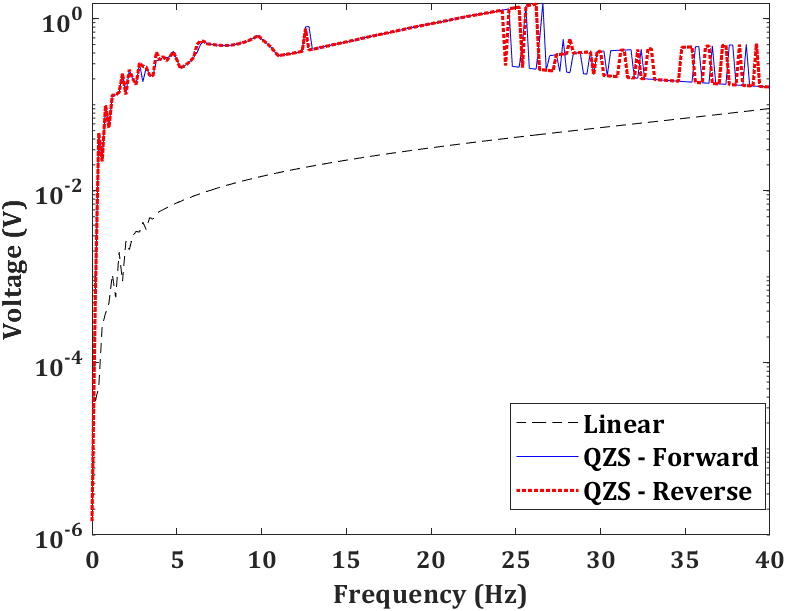 10^0
10^-2
10^-4
10^-6
Voltage (V)
Linear
QZS - Forward
QZS - Reverse
0 5 10 15 20 25 30 35 40
Frequency (Hz)